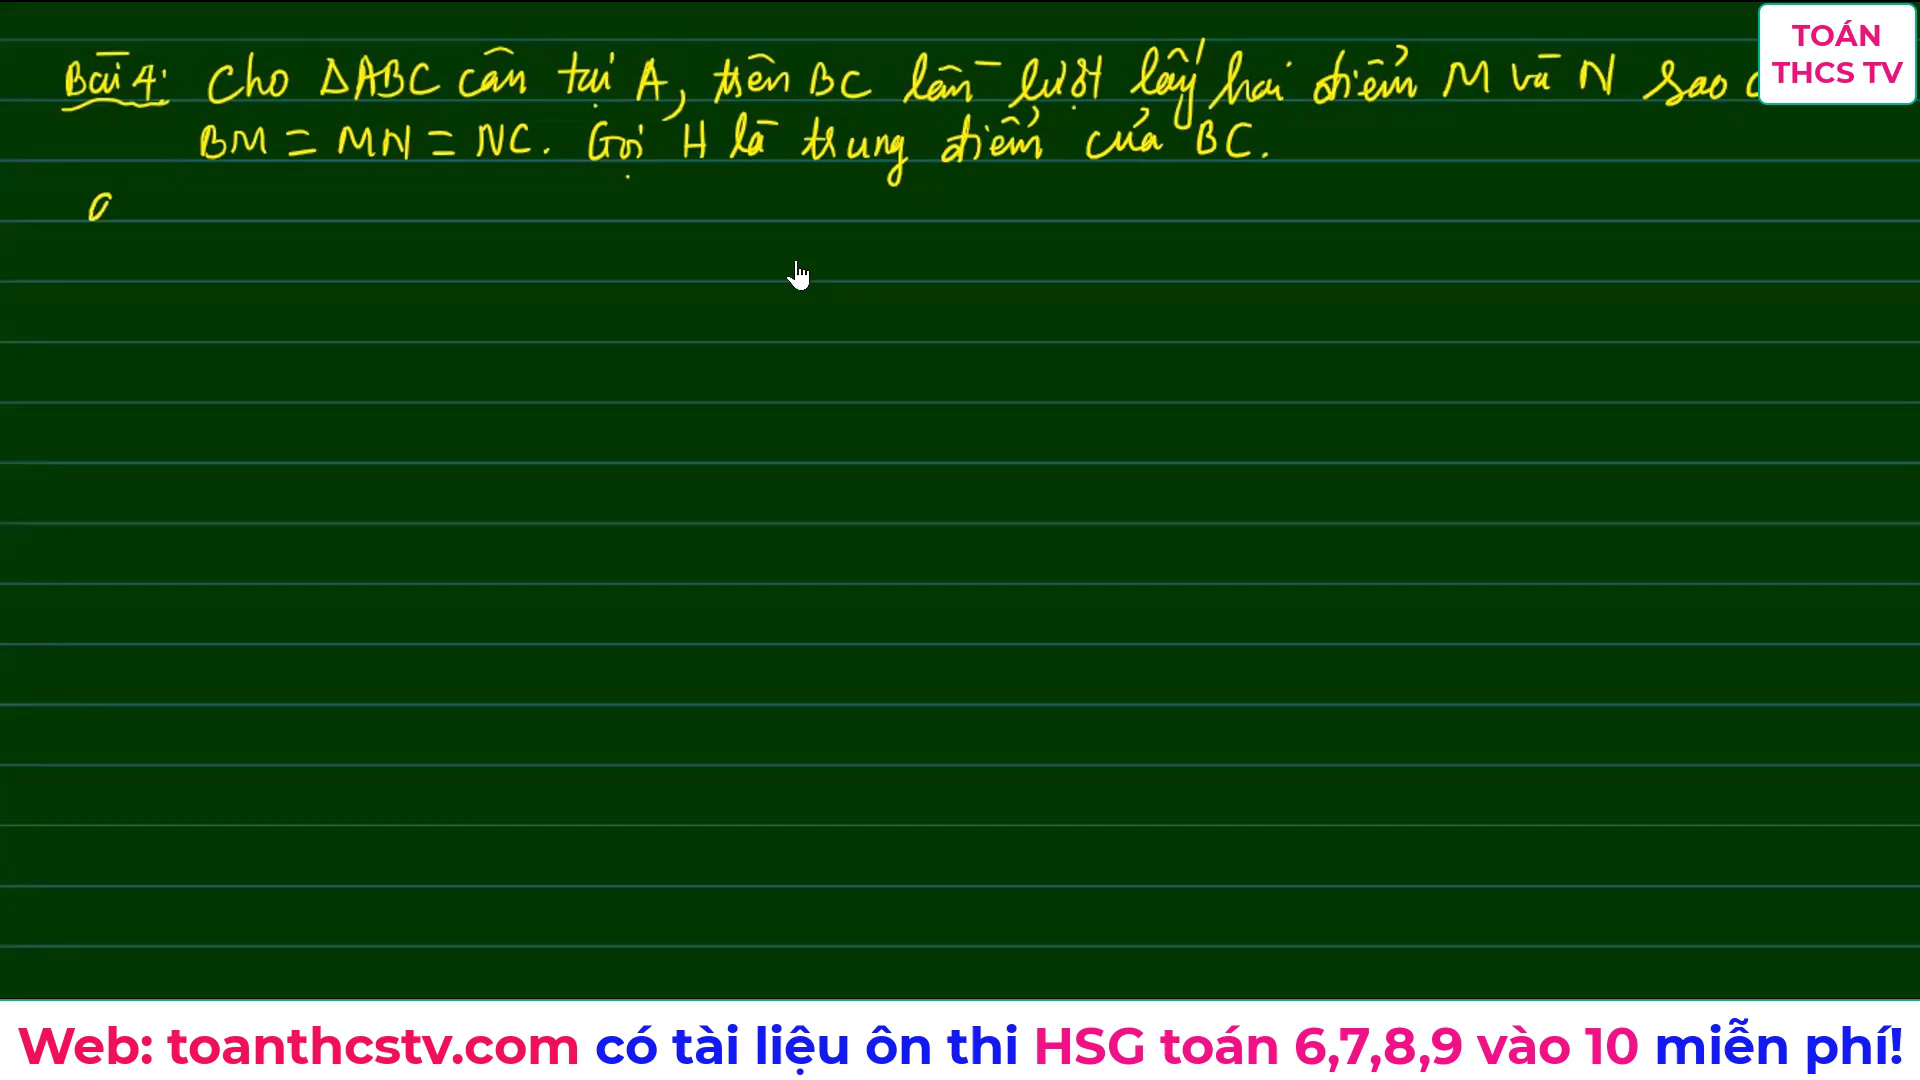 Bài 4: Cho ΔABC cân tại A, trên BC lần lượt lấy hai điểm M và N sao c
BM = MN = NC. Gọi H là trung điểm của BC.
a
TOÁN
THCS TV
Web: toanthcstv.com có tài liệu ôn thi HSG toán 6,7,8,9 vào 10 miễn phí!